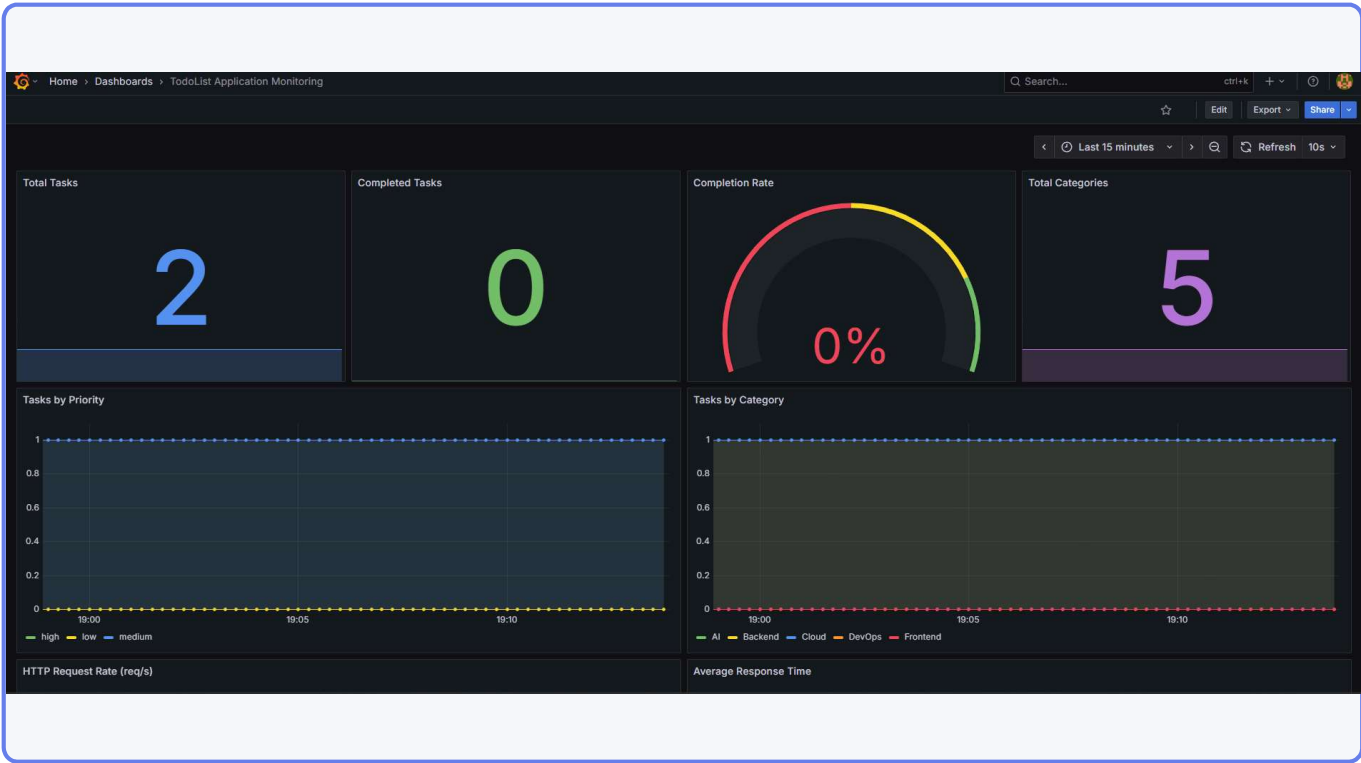 Home › Dashboards › TodoList Application Monitoring
Search... ctrl+k
Edit Export Share
Last 15 minutes Refresh 10s
Total Tasks
2
Completed Tasks
0
Completion Rate
0%
Total Categories
5
Tasks by Priority
1
0.8
0.6
0.4
0.2
0
19:00 19:05 19:10
high low medium
Tasks by Category
1
0.8
0.6
0.4
0.2
0
19:00 19:05 19:10
AI Backend Cloud DevOps Frontend
HTTP Request Rate (req/s)
Average Response Time